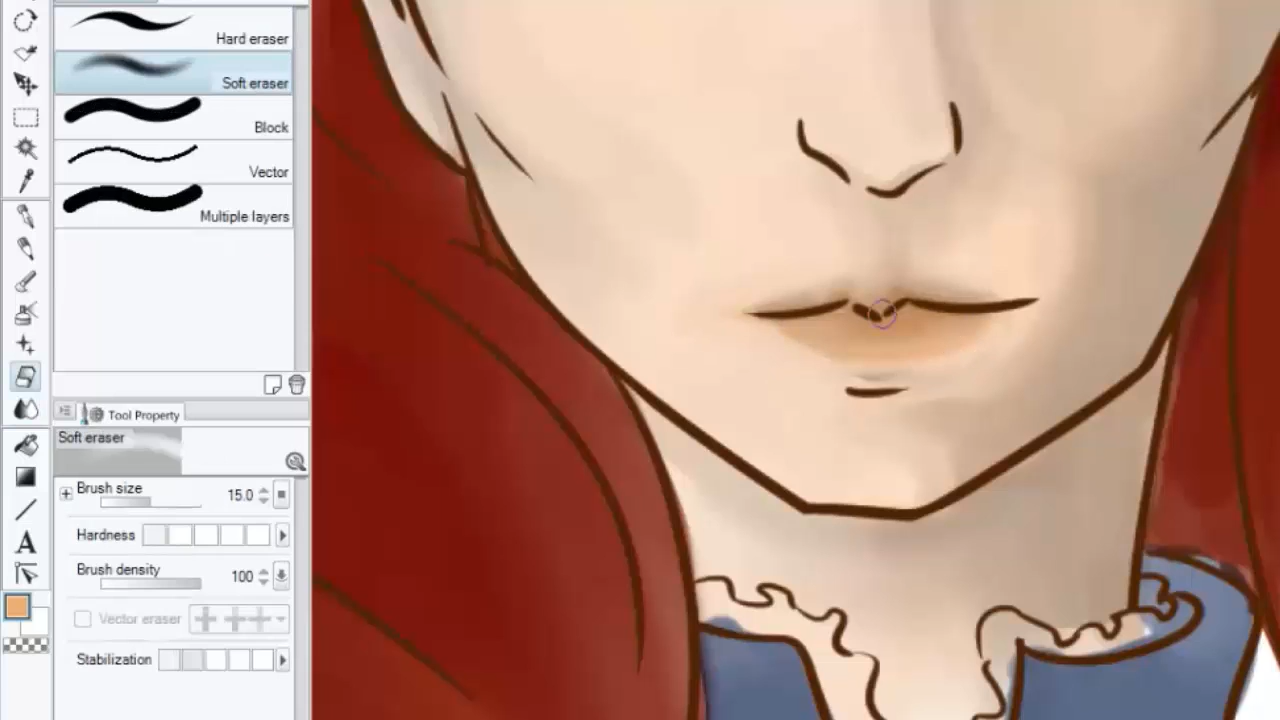 Hard eraser
Soft eraser
Block
Vector
Multiple layers
Tool Property
Soft eraser
Brush size 15.0
Hardness
Brush density 100
Vector eraser
Stabilization
A